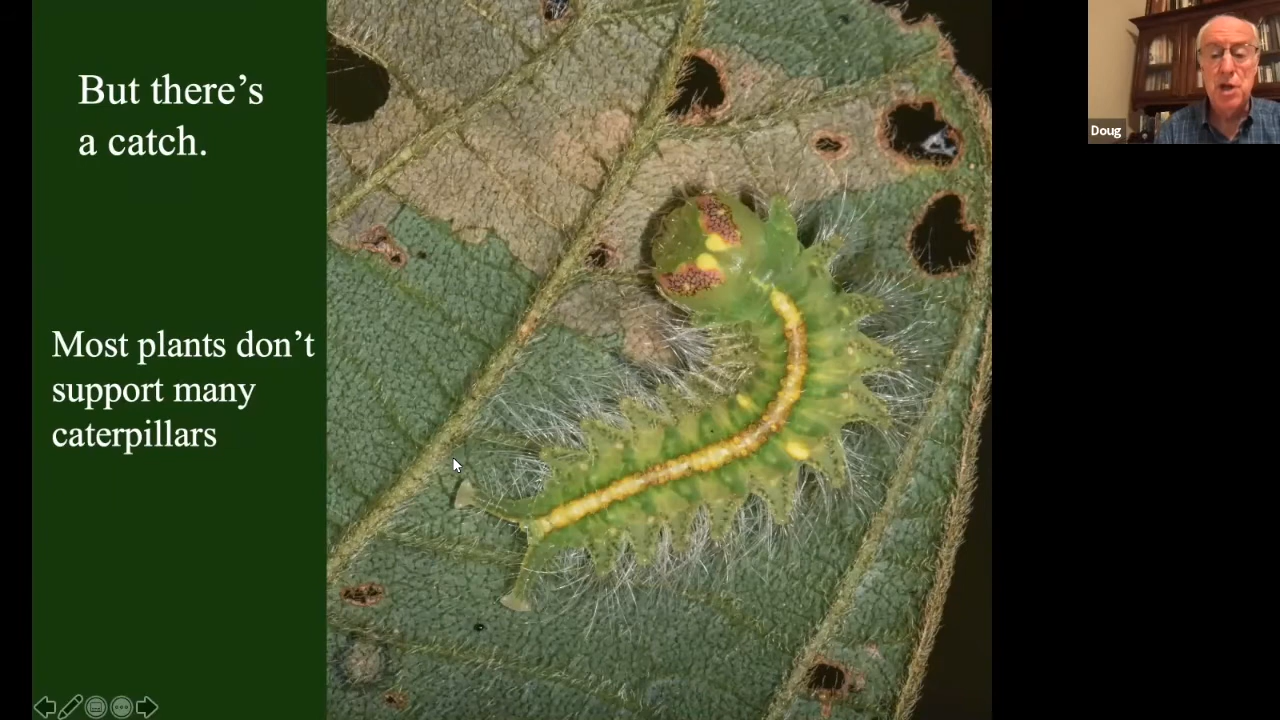 But there’s
a catch.
Most plants don’t
support many
caterpillars
Doug